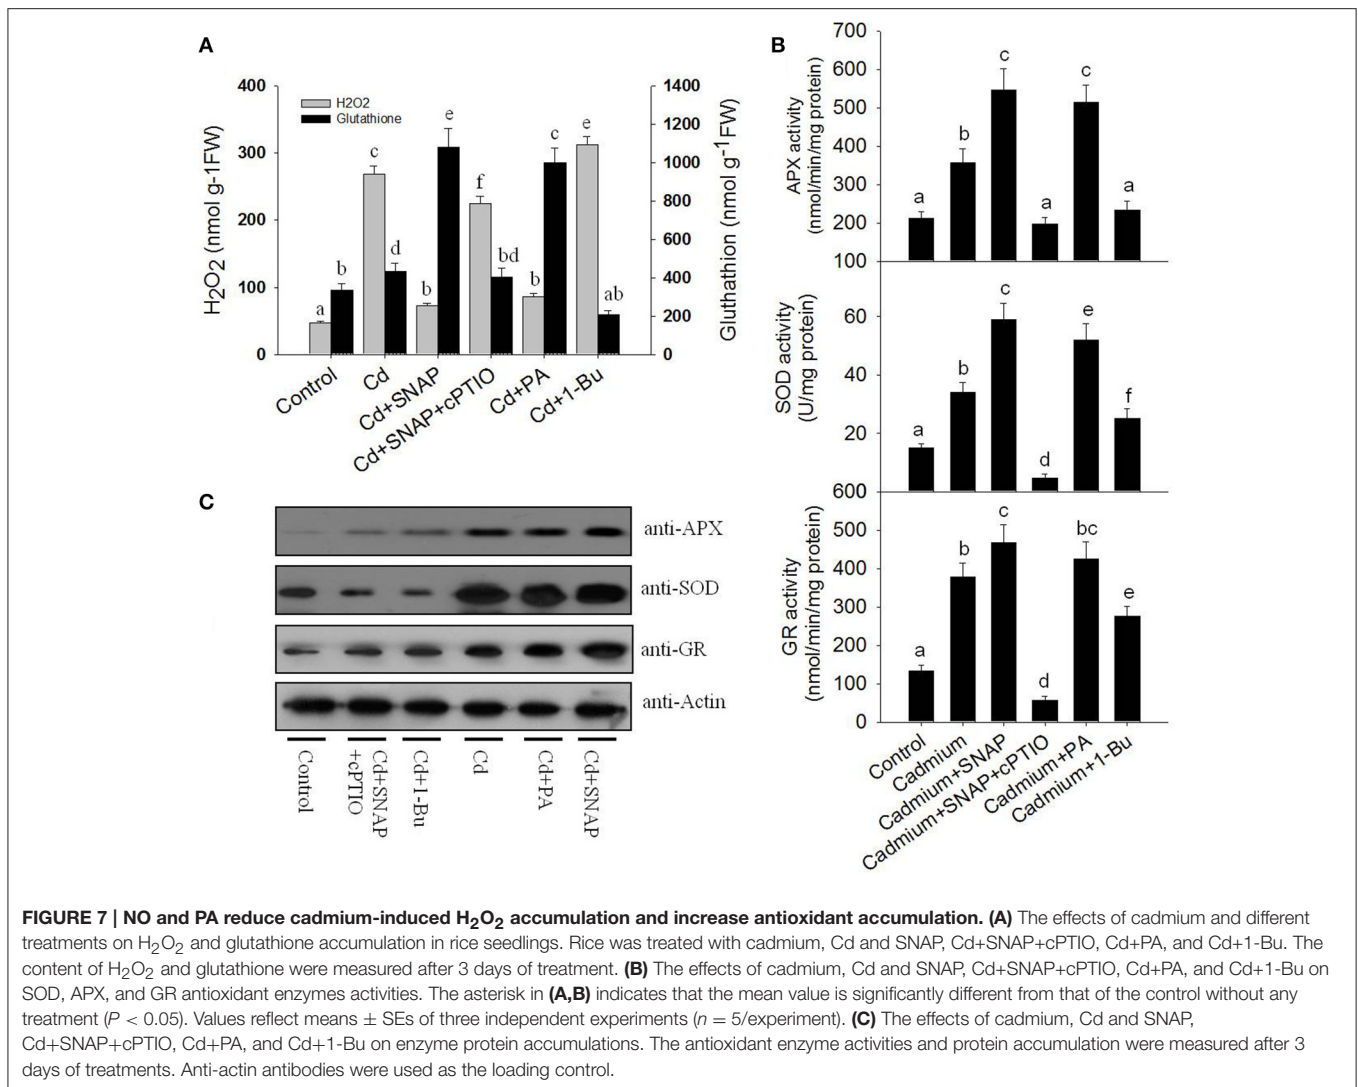 A
400
300
200
100
0
H2O2 (nmol g-1FW)
H2O2
Glutathione
a
b
c
d
b
e
f
bd
b
c
e
ab
1400
1200
1000
800
600
400
200
0
Gluthathion (nmol g-1FW)
Control
Cd
Cd+SNAP
Cd+SNAP+cPTIO
Cd+PA
Cd+1-Bu
B
700
600
500
400
300
200
100
APX activity
(nmol/min/mg protein)
a
b
c
a
c
a
60
40
20
SOD activity
(U/mg protein)
a
b
c
d
e
f
600
500
400
300
200
100
0
GR activity
(nmol/min/mg protein)
a
b
c
d
bc
e
Control
Cadmium
Cadmium+SNAP
Cadmium+SNAP+cPTIO
Cadmium+PA
Cadmium+1-Bu
C
anti-APX
anti-SOD
anti-GR
anti-Actin
Control
Cd+SNAP
+cPTIO
Cd+1-Bu
Cd
Cd+PA
Cd+SNAP
FIGURE 7 | NO and PA reduce cadmium-induced H2O2 accumulation and increase antioxidant accumulation. (A) The effects of cadmium and different
treatments on H2O2 and glutathione accumulation in rice seedlings. Rice was treated with cadmium, Cd and SNAP, Cd+SNAP+cPTIO, Cd+PA, and Cd+1-Bu. The
content of H2O2 and glutathione were measured after 3 days of treatment. (B) The effects of cadmium, Cd and SNAP, Cd+SNAP+cPTIO, Cd+PA, and Cd+1-Bu on
SOD, APX, and GR antioxidant enzymes activities. The asterisk in (A,B) indicates that the mean value is significantly different from that of the control without any
treatment (P < 0.05). Values reflect means ± SEs of three independent experiments (n = 5/experiment). (C) The effects of cadmium, Cd and SNAP,
Cd+SNAP+cPTIO, Cd+PA, and Cd+1-Bu on enzyme protein accumulations. The antioxidant enzyme activities and protein accumulation were measured after 3
days of treatments. Anti-actin antibodies were used as the loading control.